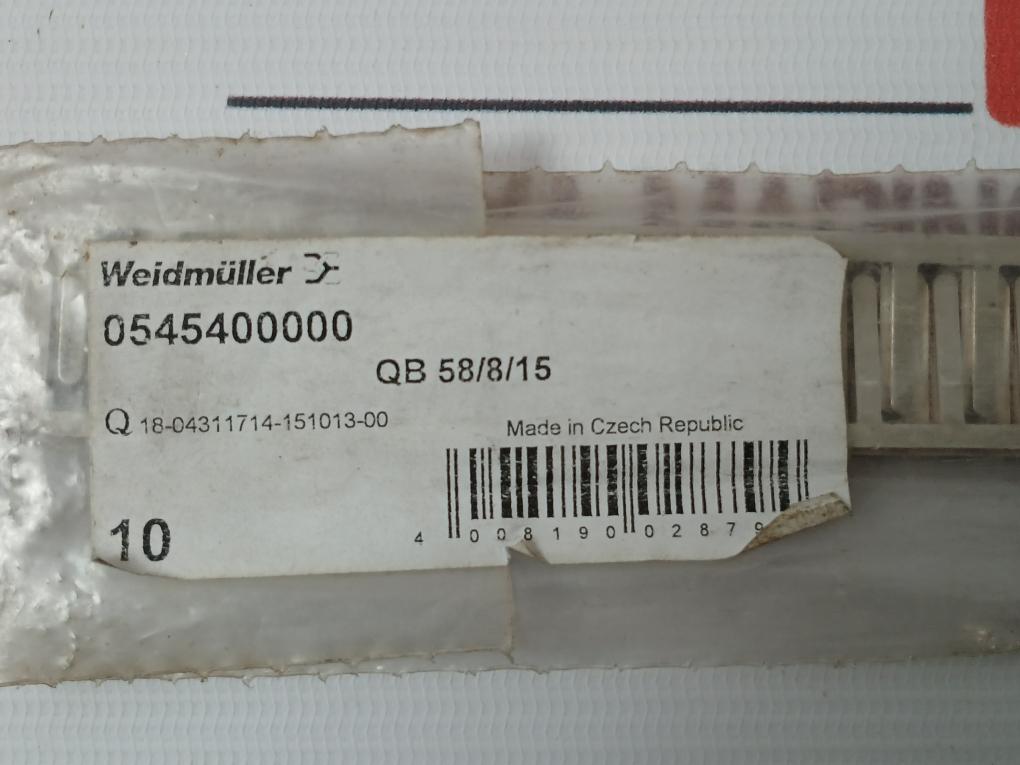 Weidmüller
0545400000
QB 58/8/15
Q 18-04311714-151013-00
Made in Czech Republic
10
4 008190 02879